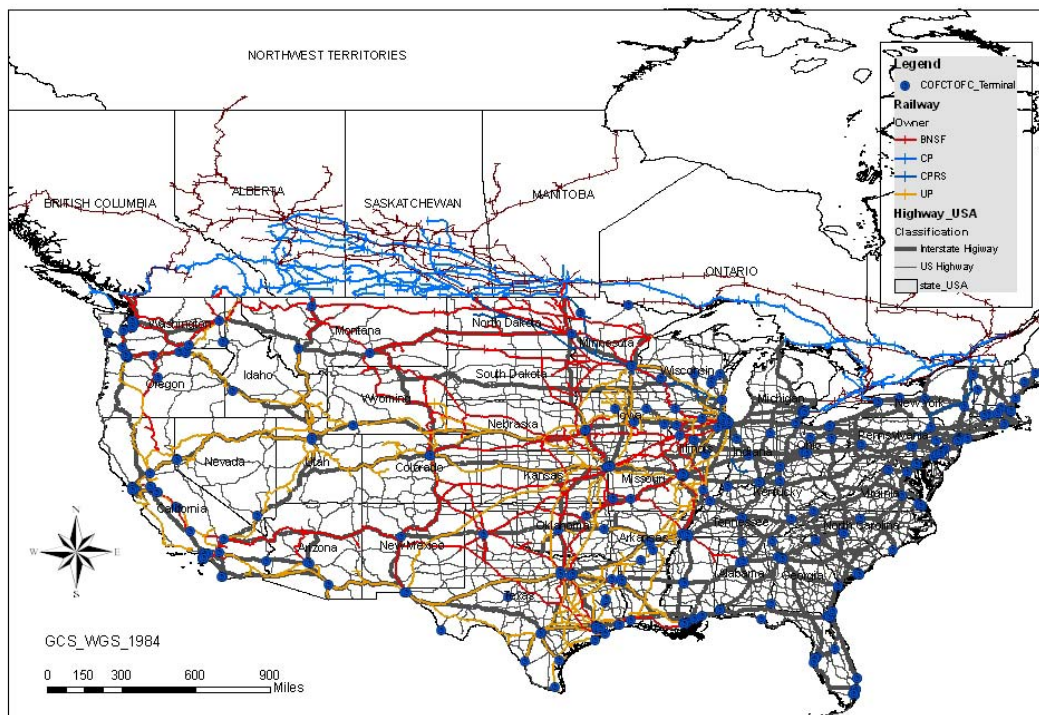 NORTHWEST TERRITORIES
Legend
COFCTOFC_Terminal
Railway
Owner
BNSF
CP
CPRS
UP
Highway_USA
Classification
Interstate Higiway
US Highway
state_USA
ALBERTA
BRITISH COLUMBIA
SASKATCHEWAN
MANITOBA
ONTARIO
Washington
Montana
North Dakota
Minnesota
Oregon
Idaho
South Dakota
Wisconsin
Michigan
New York
Wyoming
Nebraska
Iowa
Pennsylvania
Nevada
Utah
Colorado
Kansas
Missouri
Illinois
Indiana
Kentucky
Virginia
California
Arizona
New Mexico
Oklahoma
Arkansas
Tennessee
North Carolina
Alabama
Georgia
Texas
N
W
E
S
GCS_WGS_1984
0 150 300 600 900
Miles